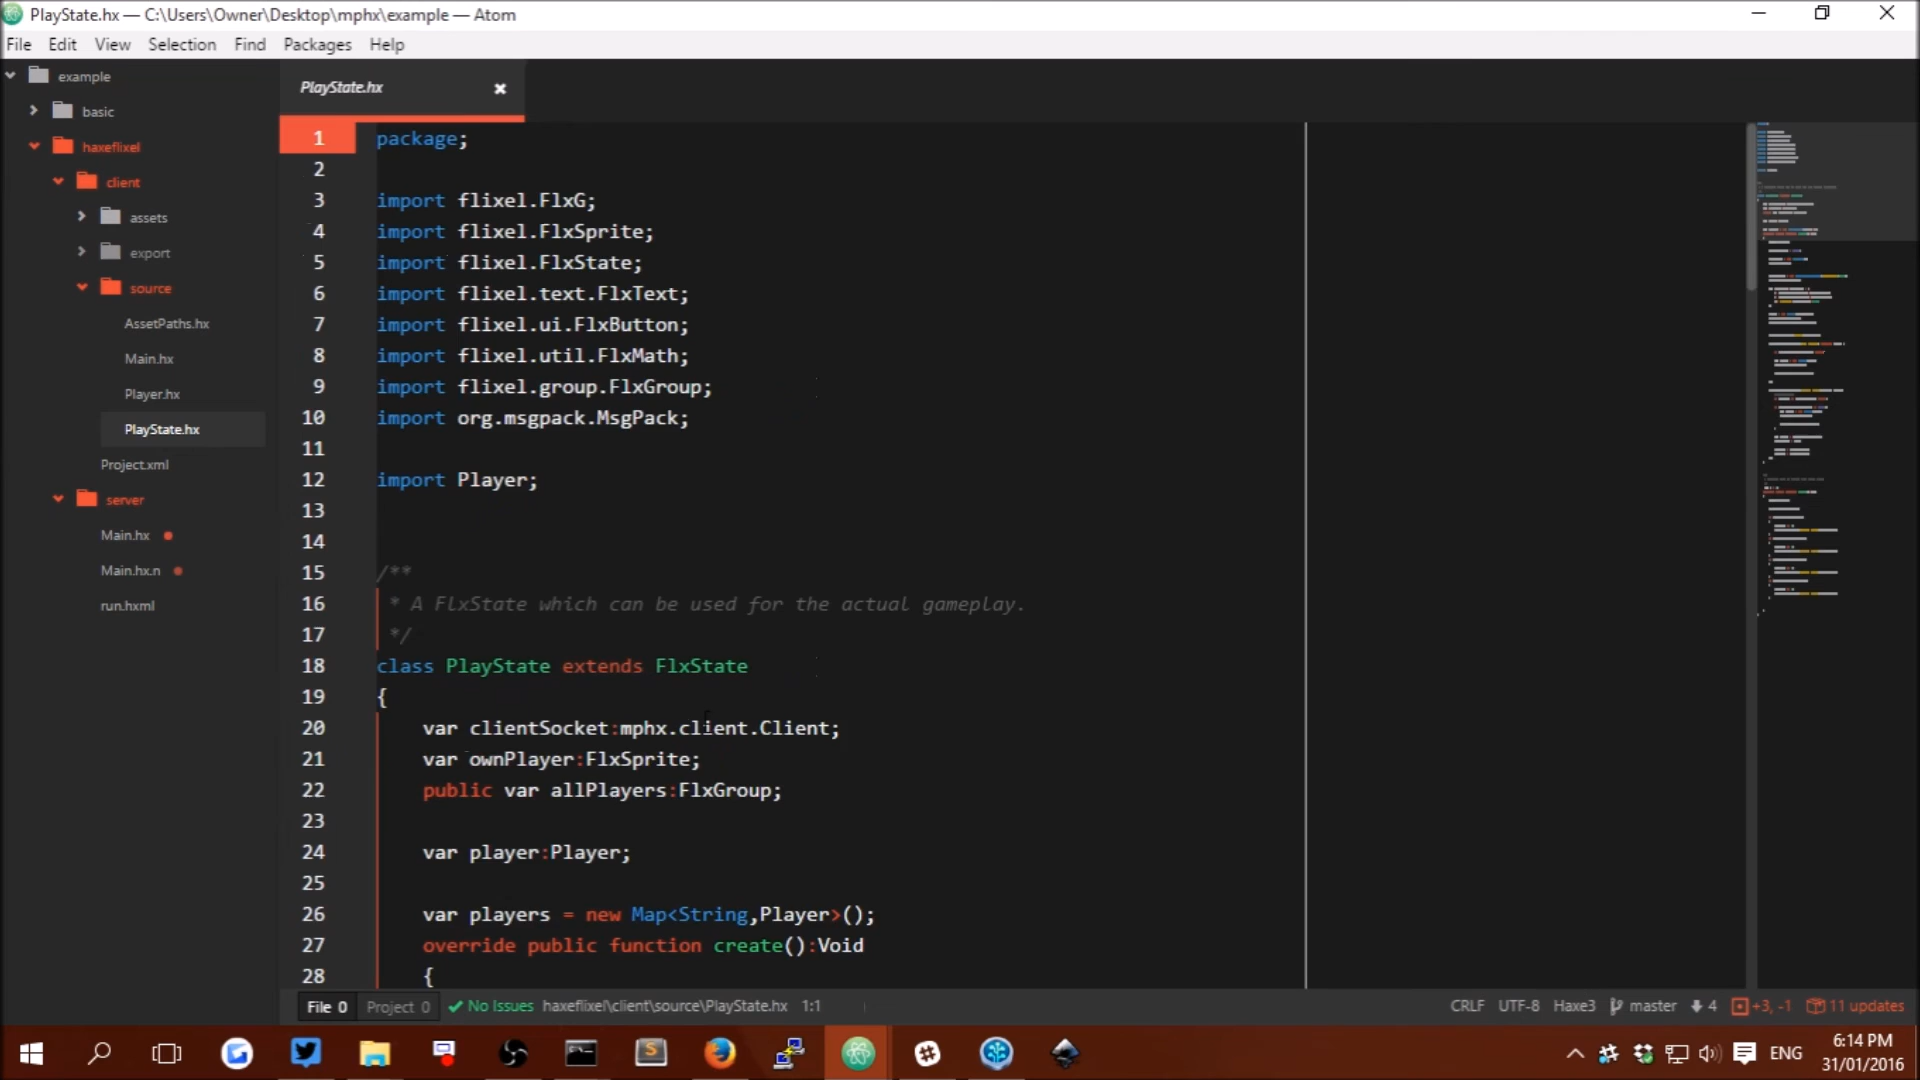 PlayState.hx — C:\Users\Owner\Desktop\mphx\example — Atom
File Edit View Selection Find Packages Help
example
basic
haxeflixel
client
assets
export
source
AssetPaths.hx
Main.hx
Player.hx
PlayState.hx
Project.xml
server
Main.hx
Main.hx.n
run.hxml
PlayState.hx
1 package;
2
3 import flixel.FlxG;
4 import flixel.FlxSprite;
5 import flixel.FlxState;
6 import flixel.text.FlxText;
7 import flixel.ui.FlxButton;
8 import flixel.util.FlxMath;
9 import flixel.group.FlxGroup;
10 import org.msgpack.MsgPack;
11
12 import Player;
13
14
15 /**
16 * A FlxState which can be used for the actual gameplay.
17 */
18 class PlayState extends FlxState
19 {
20 var clientSocket:mphx.client.Client;
21 var ownPlayer:FlxSprite;
22 public var allPlayers:FlxGroup;
23
24 var player:Player;
25
26 var players = new Map<String,Player>();
27 override public function create():Void
28 {
File 0 Project 0 No Issues haxeflixel\client\source\PlayState.hx 1:1 CRLF UTF-8 Haxe3 master 4 +3, -1 11 updates
ENG 6:14 PM
31/01/2016